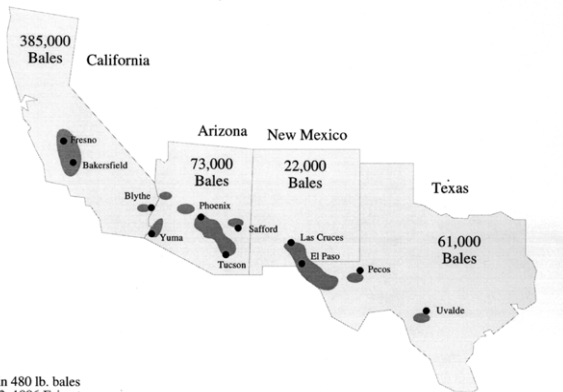 385,000
Bales
California
Arizona
New Mexico
73,000
Bales
22,000
Bales
Texas
61,000
Bales
Fresno
Bakersfield
Blythe
Yuma
Phoenix
Safford
Tucson
Las Cruces
El Paso
Pecos
Uvalde
n 480 lb. bales